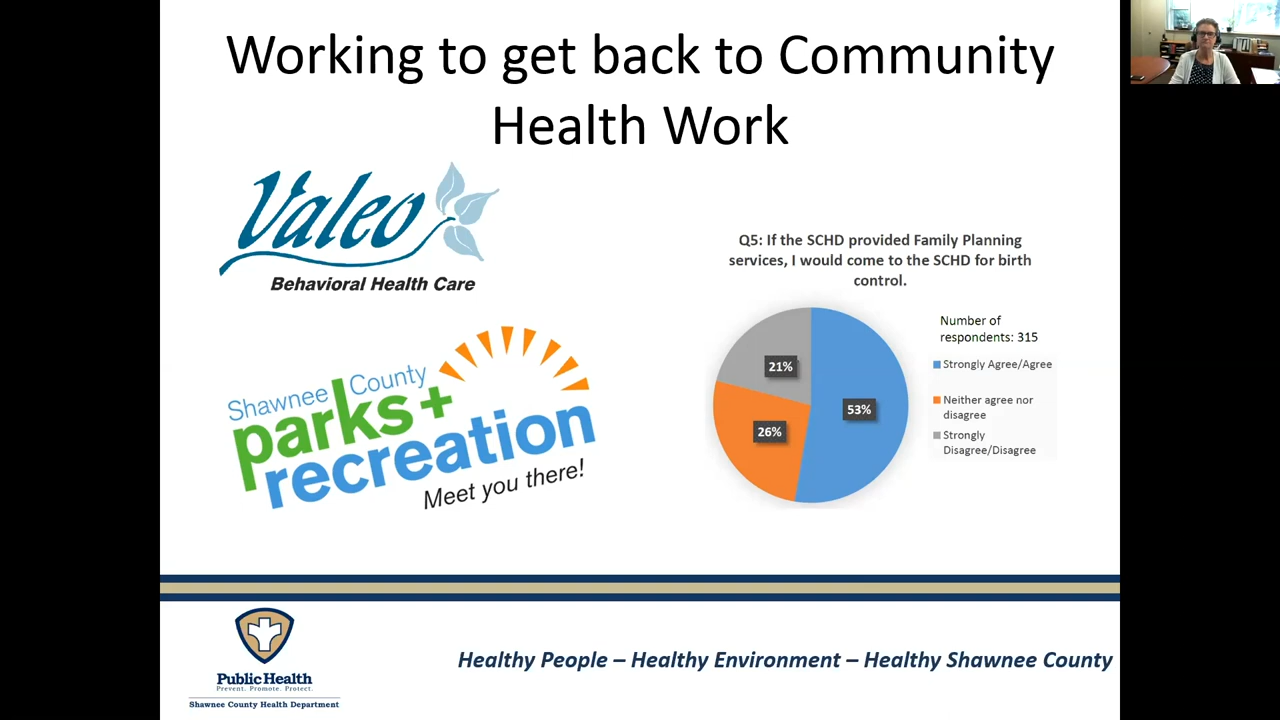 Working to get back to Community
Health Work
Valeo
Behavioral Health Care
Shawnee County
parks+
recreation
Meet you there!
Q5: If the SCHD provided Family Planning
services, I would come to the SCHD for birth
control.
Number of
respondents: 315
21%
53%
26%
Strongly Agree/Agree
Neither agree nor
disagree
Strongly
Disagree/Disagree
Public Health
Prevent. Promote. Protect.
Shawnee County Health Department
Healthy People – Healthy Environment – Healthy Shawnee County